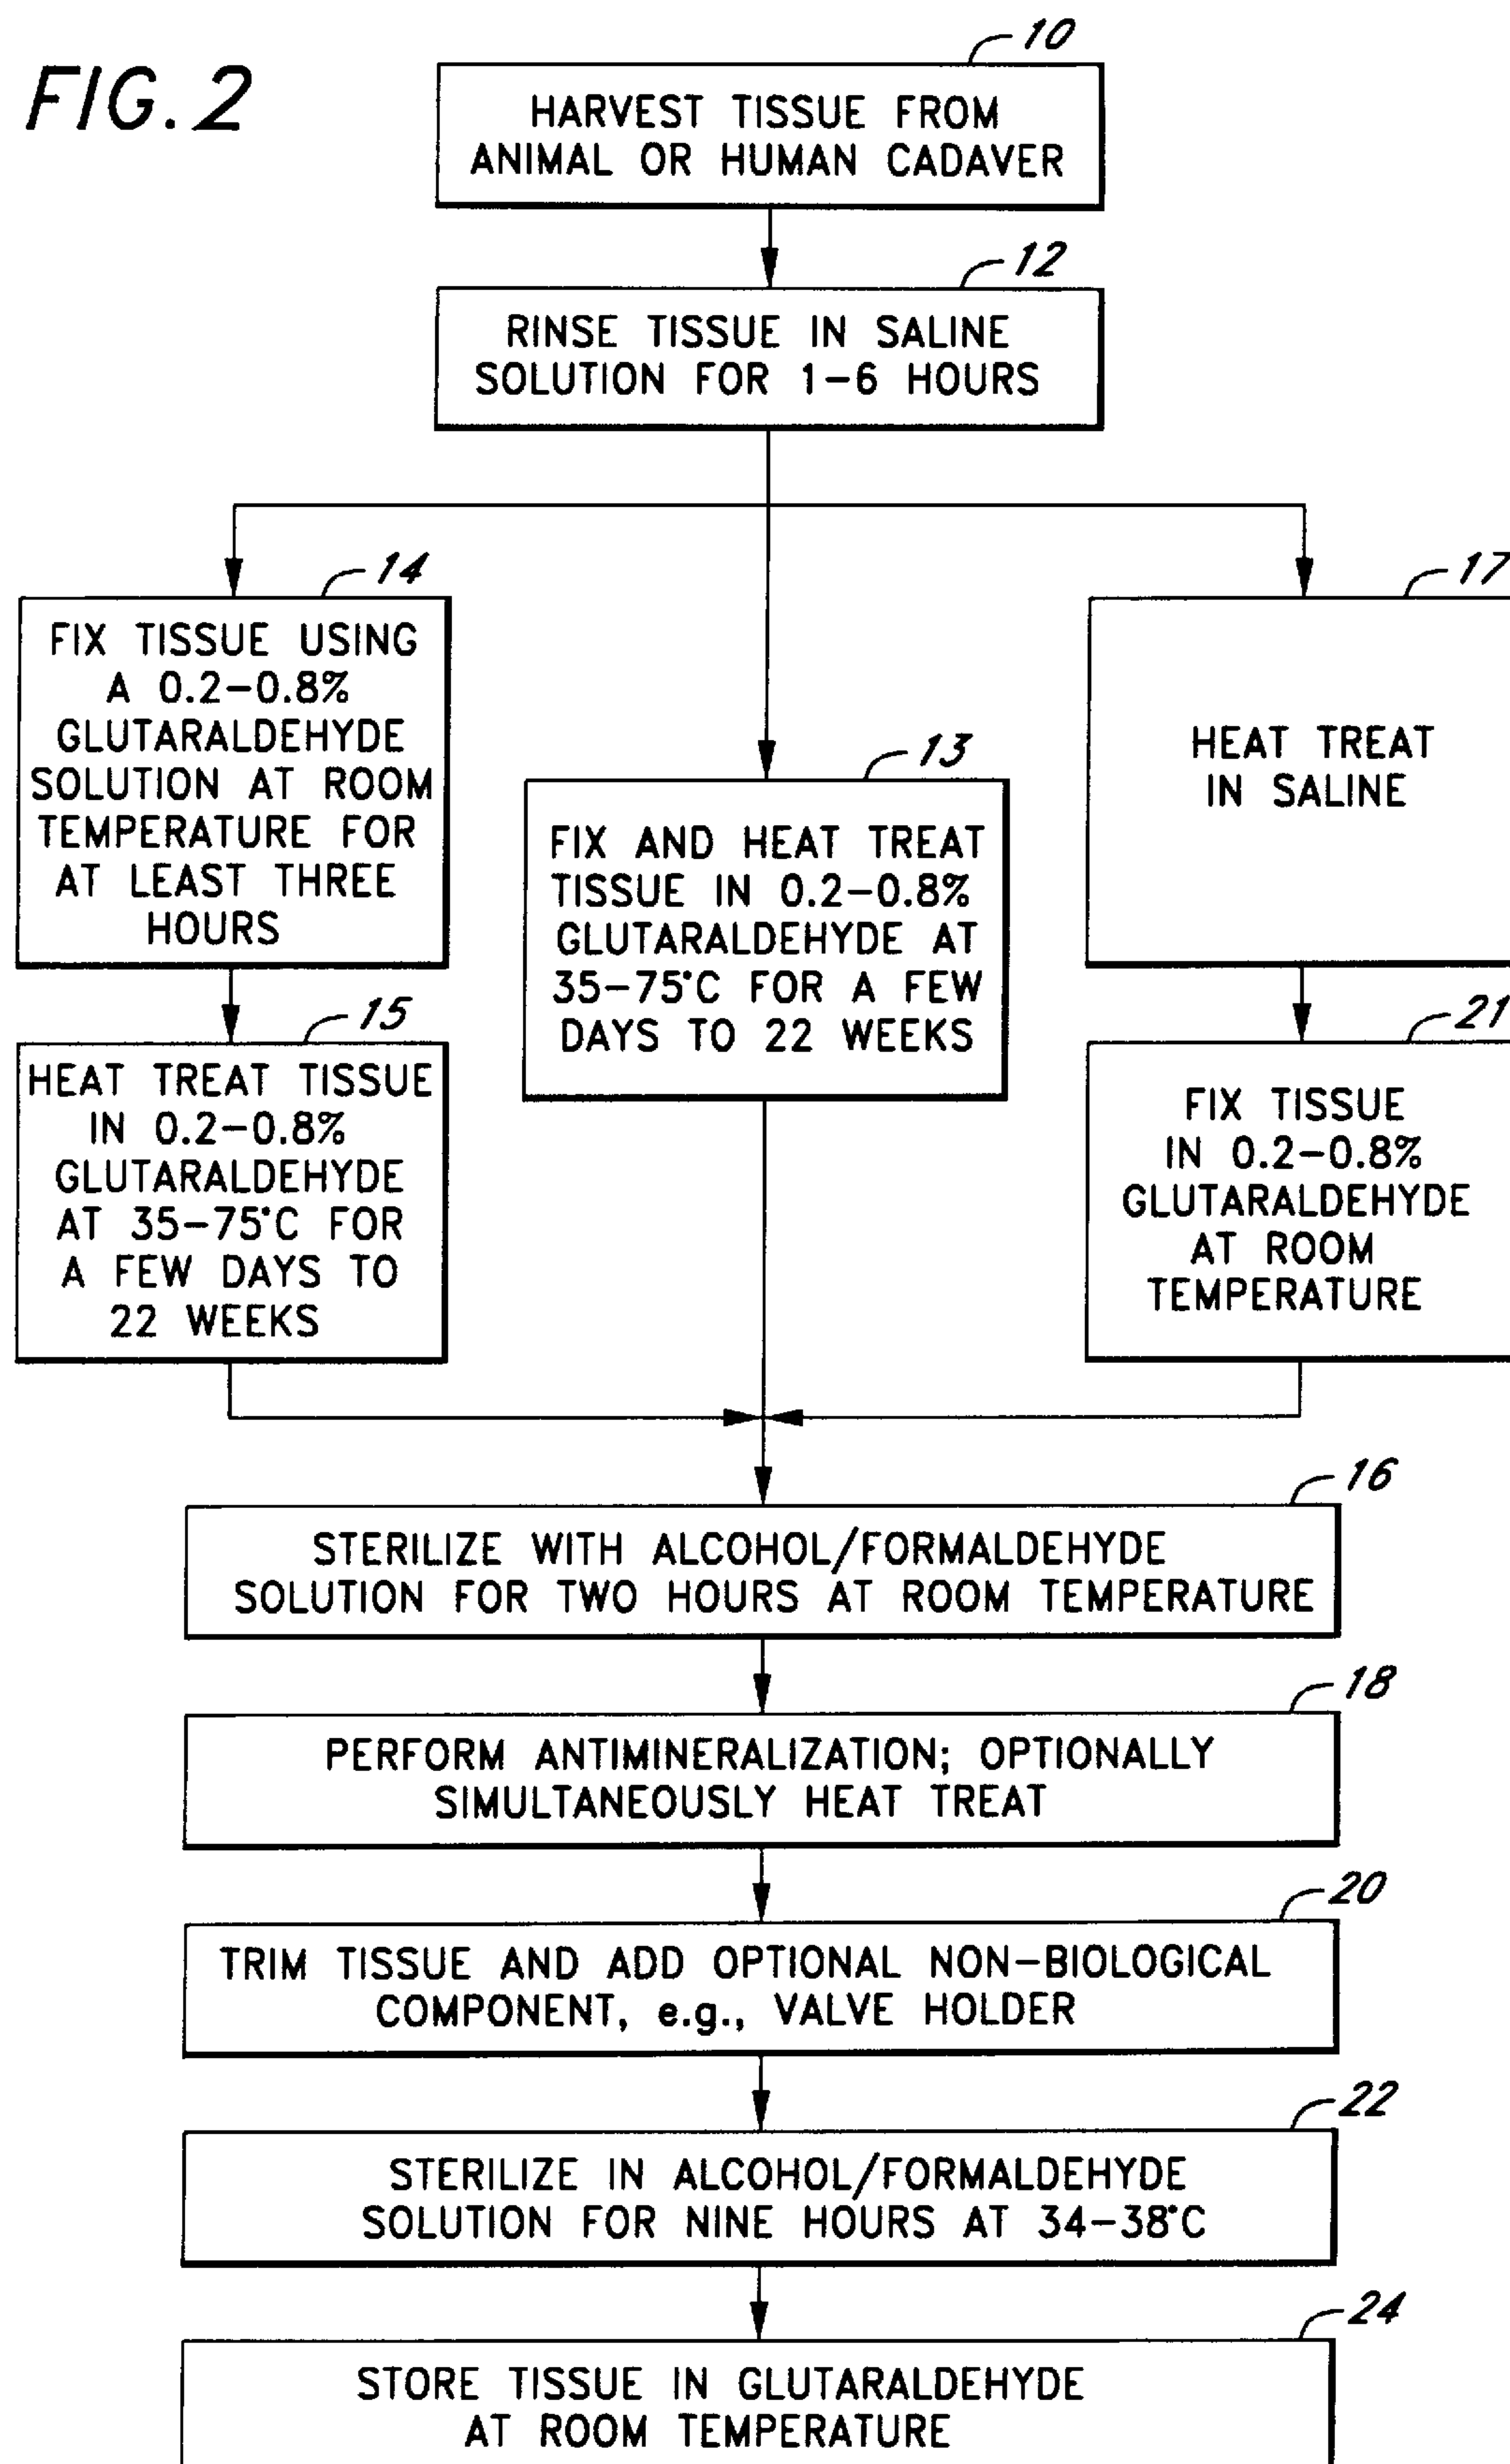 FIG. 2
10
HARVEST TISSUE FROM
ANIMAL OR HUMAN CADAVER
12
RINSE TISSUE IN SALINE
SOLUTION FOR 1-6 HOURS
14
FIX TISSUE USING
A 0.2-0.8%
GLUTARALDEHYDE
SOLUTION AT ROOM
TEMPERATURE FOR
AT LEAST THREE
HOURS
15
HEAT TREAT TISSUE
IN 0.2-0.8%
GLUTARALDEHYDE
AT 35-75°C FOR
A FEW DAYS TO
22 WEEKS
13
FIX AND HEAT TREAT
TISSUE IN 0.2-0.8%
GLUTARALDEHYDE AT
35-75°C FOR A FEW
DAYS TO 22 WEEKS
17
HEAT TREAT
IN SALINE
21
FIX TISSUE
IN 0.2-0.8%
GLUTARALDEHYDE
AT ROOM
TEMPERATURE
16
STERILIZE WITH ALCOHOL/FORMALDEHYDE
SOLUTION FOR TWO HOURS AT ROOM TEMPERATURE
18
PERFORM ANTIMINERALIZATION; OPTIONALLY
SIMULTANEOUSLY HEAT TREAT
20
TRIM TISSUE AND ADD OPTIONAL NON-BIOLOGICAL
COMPONENT, e.g., VALVE HOLDER
22
STERILIZE IN ALCOHOL/FORMALDEHYDE
SOLUTION FOR NINE HOURS AT 34-38°C
24
STORE TISSUE IN GLUTARALDEHYDE
AT ROOM TEMPERATURE